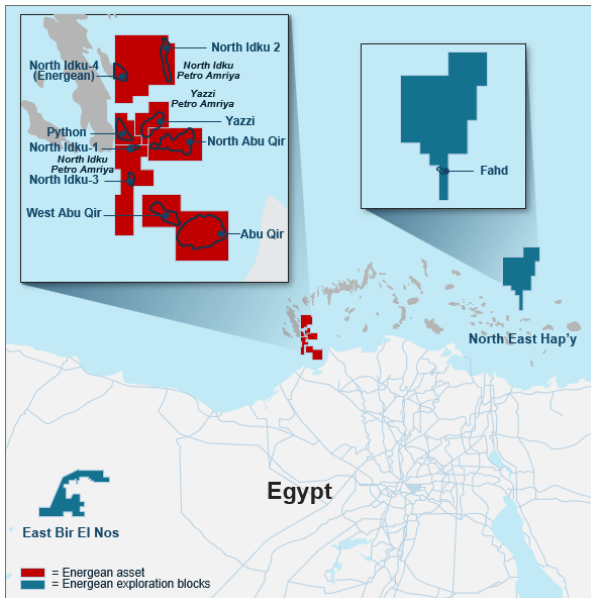 North Idku-4
(Energean)
North Idku 2
North Idku
Petro Amriya
Yazzi
Petro Amriya
Yazzi
Python
North Idku-1
North Abu Qir
North Idku
Petro Amriya
North Idku-3
West Abu Qir
Abu Qir
Fahd
North East Hap'y
Egypt
East Bir El Nos
= Energean asset
= Energean exploration blocks